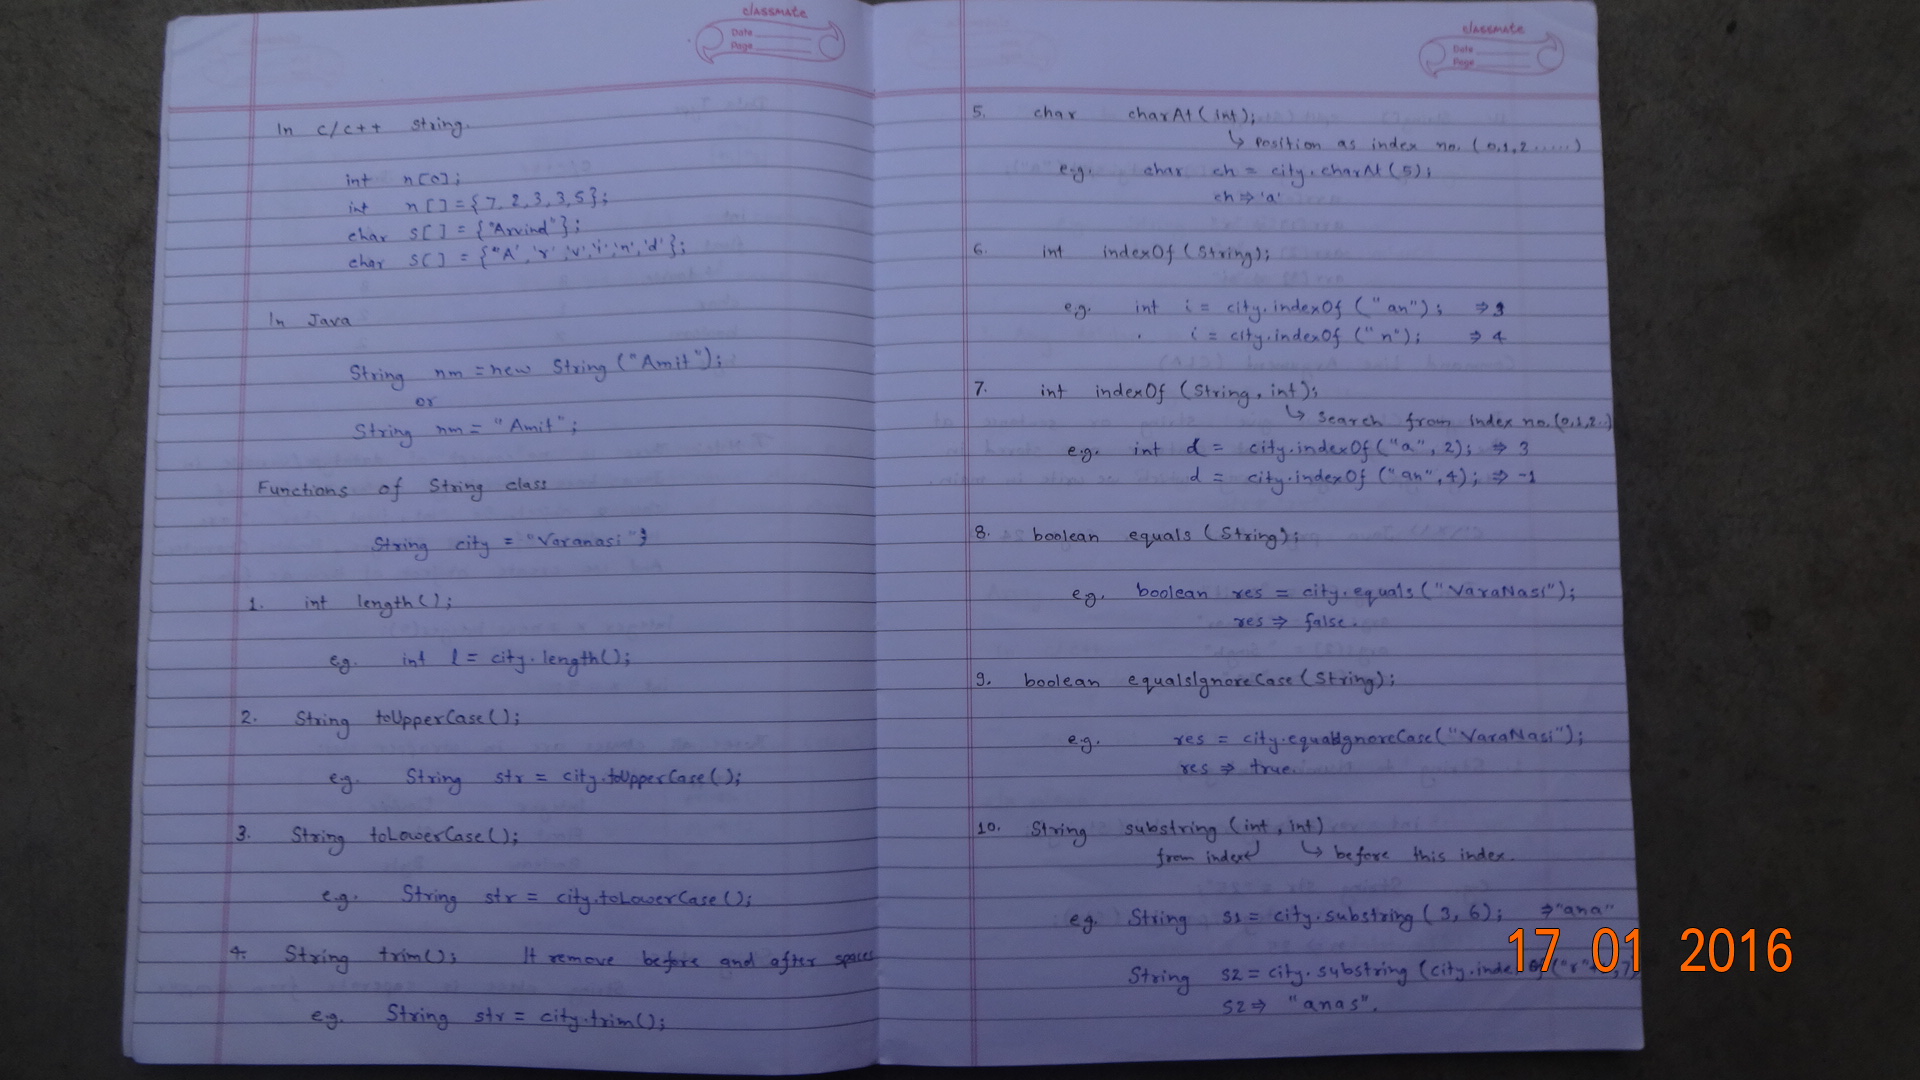 classmate
Date
Page
In c/c++ string.
int n[0];
int n[] = {7, 2, 3, 3, 5};
char s[] = {"Arvind"};
char s[] = {"A', 'r', 'v', 'i', 'n', 'd'};
In Java
String nm = new String ("Amit");
or
String nm = "Amit";
Functions of String class
String city = "Varanasi";
1. int length();
eg. int l = city.length();
2. String toUpperCase();
eg. String str = city.toUpperCase();
3. String toLowerCase();
e.g. String str = city.toLowerCase();
4. String trim(); It remove before and after spaces
e.g. String str = city.trim();
classmate
Date
Page
5. char charAt(int);
↳ Position as index no. (0,1,2.....)
e.g. char ch = city.charAt(5);
ch ⇒ 'a'
6. int indexOf (String);
e.g. int i = city.indexOf ("an"); ⇒ 3
i = city.indexOf ("n"); ⇒ 4
7. int indexOf (String, int);
↳ Search from index no.(0,1,2..)
e.g. int d = city.indexOf("a", 2); ⇒ 3
d = city.indexOf ("an",4); ⇒ -1
8. boolean equals (String);
e.g. boolean res = city.equals ("VaraNasi");
res ⇒ false.
9. boolean equalsIgnoreCase (String);
e.g. res = city.equalsIgnoreCase("VaraNasi");
res ⇒ true.
10. String substring (int, int)
from index ↳ before this index.
eg. String s1 = city.substring (3, 6); ⇒ "ana"
String s2 = city.substring (city.indexOf ("r"
s2 ⇒ "anas".
17 01 2016